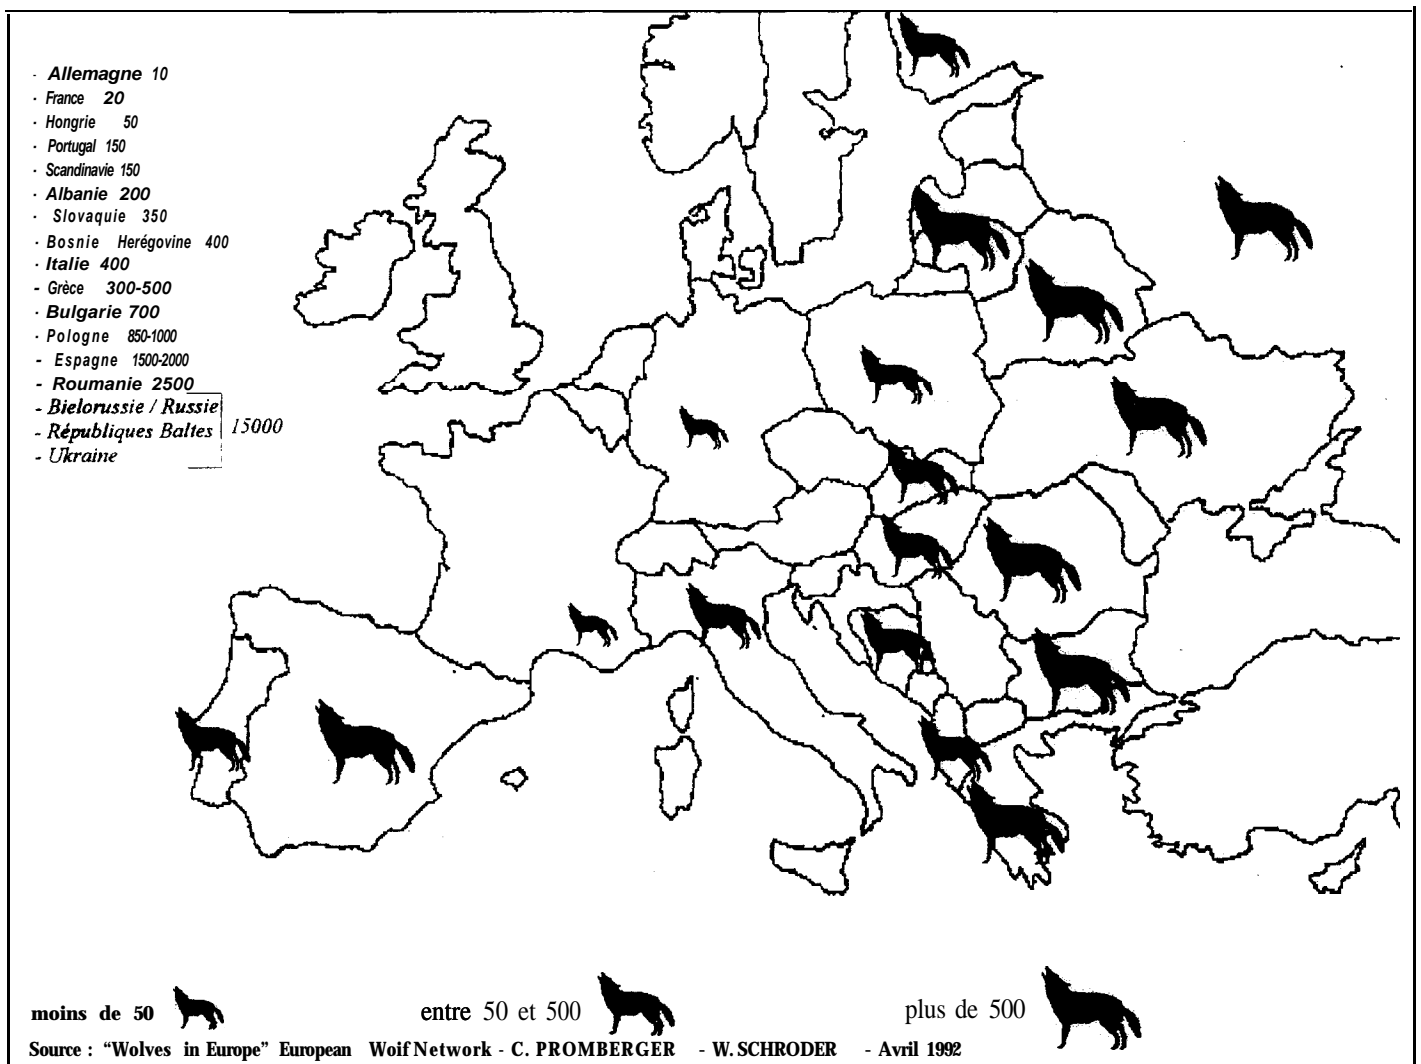 · Allemagne 10
· France 20
· Hongrie 50
· Portugal 150
· Scandinavie 150
· Albanie 200
· Slovaquie 350
· Bosnie Herégovine 400
· Italie 400
- Grèce 300-500
· Bulgarie 700
· Pologne 850-1000
- Espagne 1500-2000
- Roumanie 2500
- Bielorussie / Russie
- Républiques Baltes 15000
- Ukraine
moins de 50 entre 50 et 500 plus de 500
Source : “Wolves in Europe” European Woif Network - C. PROMBERGER - W. SCHRODER - Avril 1992